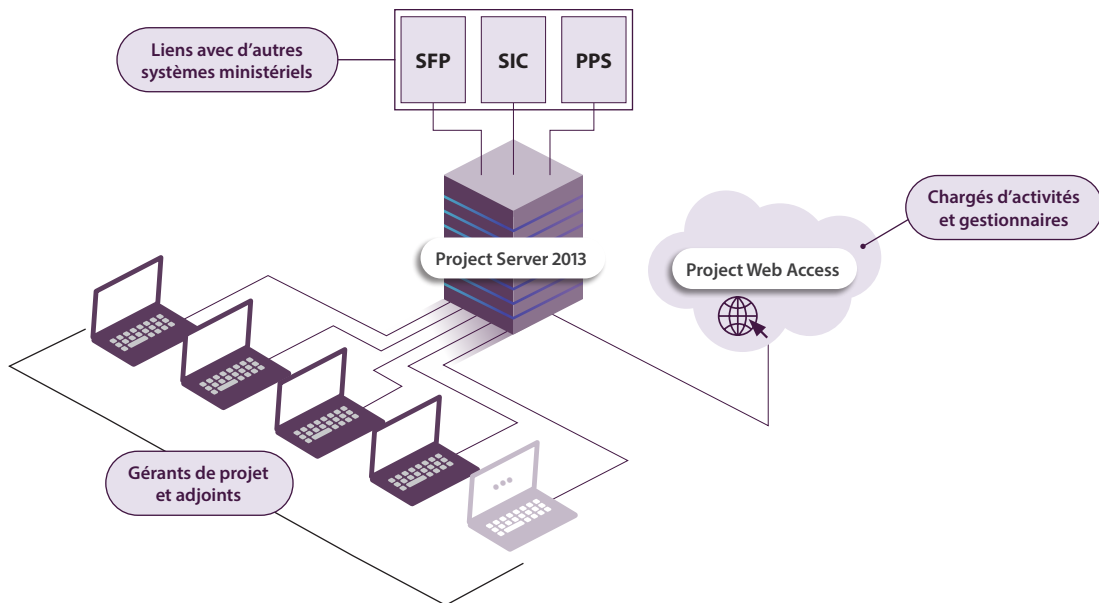 Liens avec d'autres
systèmes ministériels
SFP
SIC
PPS
Chargés d'activités
et gestionnaires
Project Server 2013
Project Web Access
Gérants de projet
et adjoints